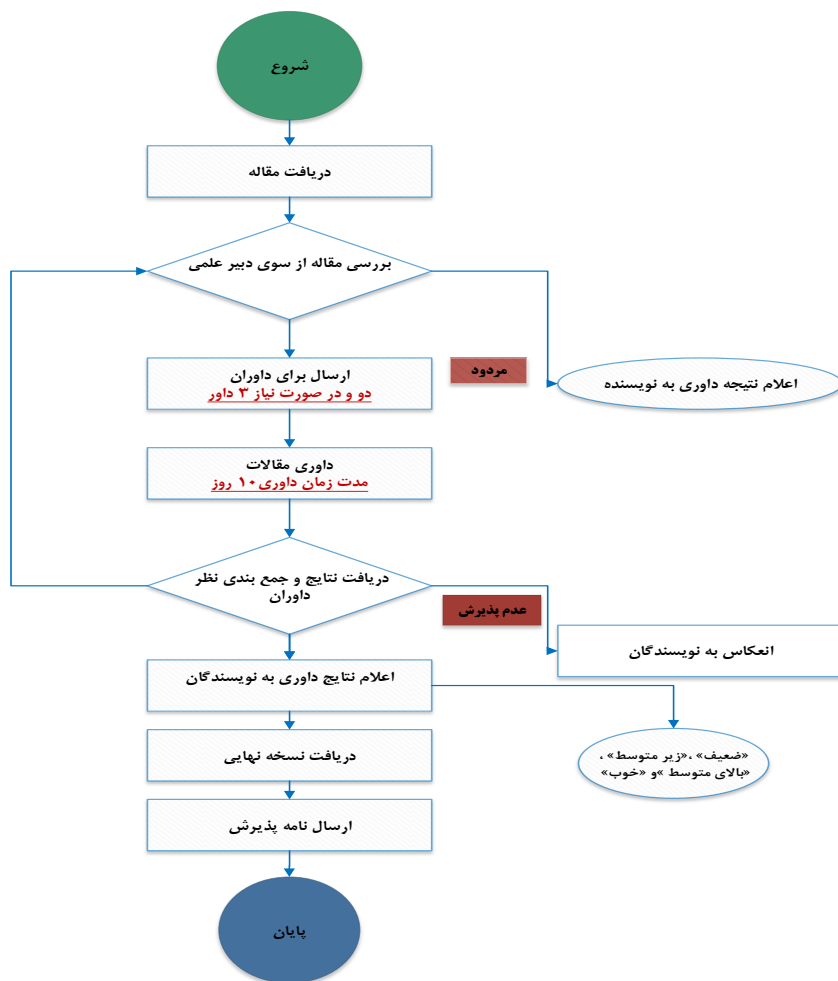 شروع
دریافت مقاله
بررسی مقاله از سوی دبیر علمی
ارسال برای داوران
دو و در صورت نیاز ۳ داور
مردود
اعلام نتیجه داوری به نویسنده
داوری مقالات
مدت زمان داوری۱۰ روز
دریافت نتایج و جمع بندی نظر
داوران
عدم پذیرش
انعکاس به نویسندگان
اعلام نتایج داوری به نویسندگان
«ضعیف» ،«زیر متوسط» ،
«بالای متوسط »و «خوب»
دریافت نسخه نهایی
ارسال نامه پذیرش
پایان